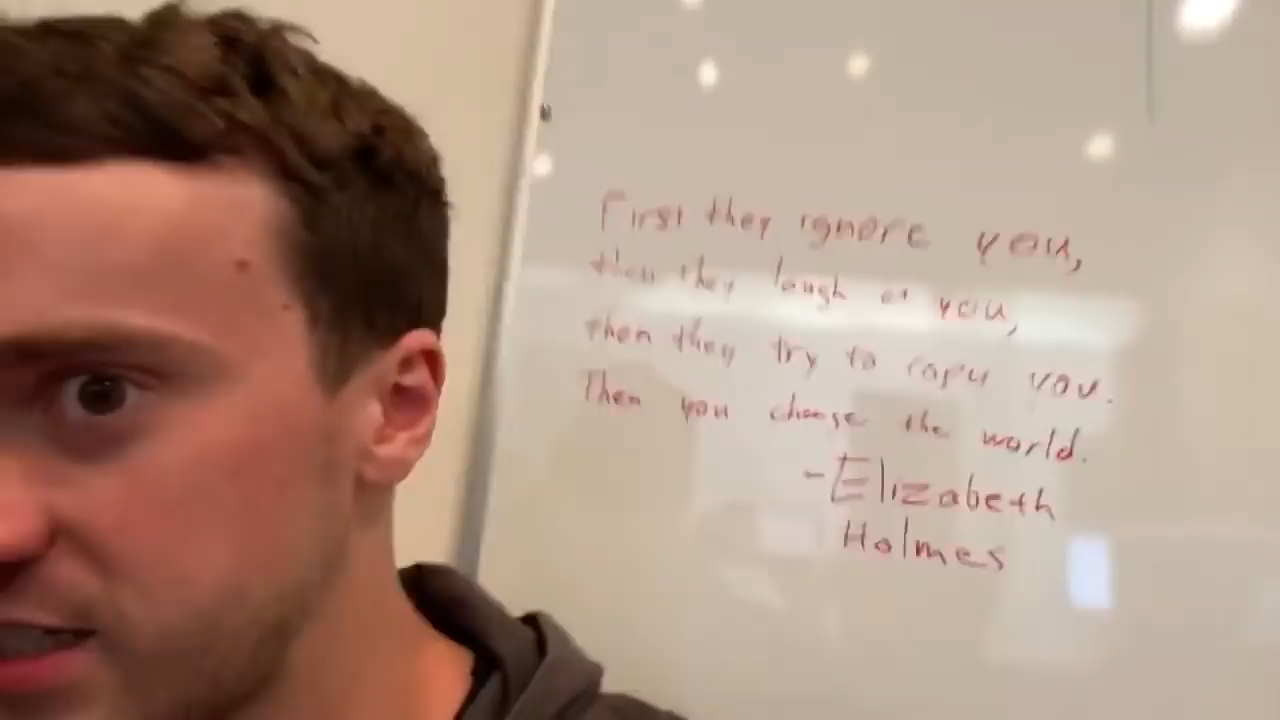 First they ignore you,
then they laugh at you,
then they try to copy you.
Then you change the world.
-Elizabeth
Holmes